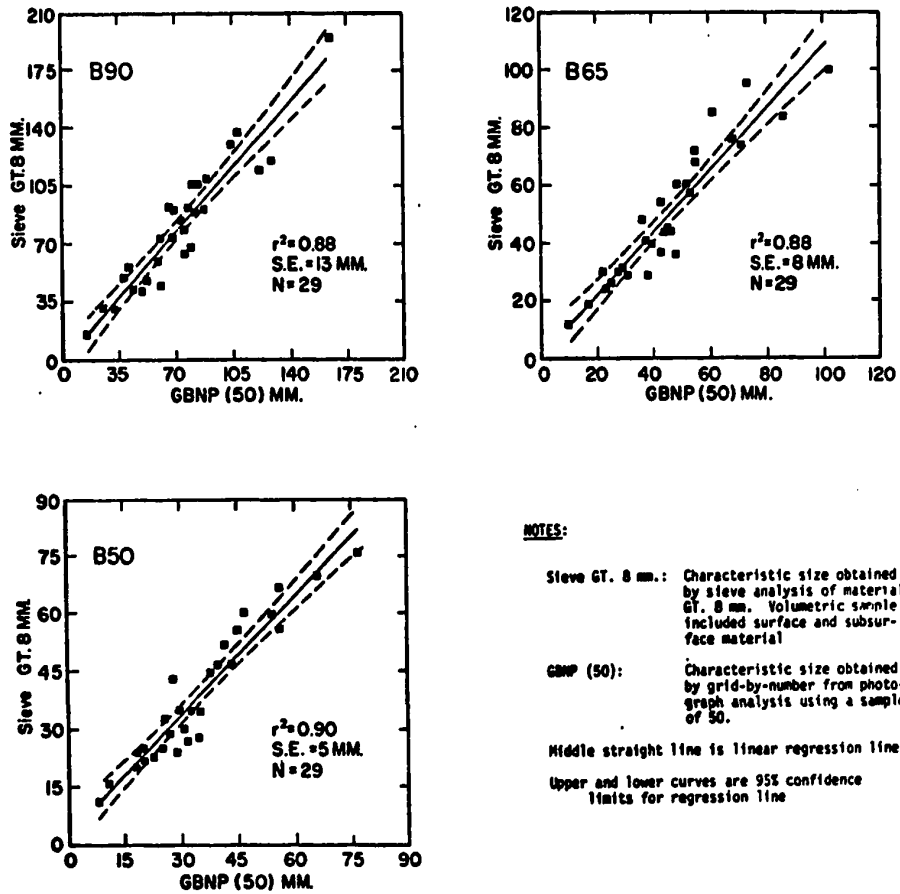 210
175
140
105
70
35
0
Sieve GT. 8 MM.
B90
r²=0.88
S.E.=13 MM.
N=29
0 35 70 105 140 175 210
GBNP (50) MM.
120
100
80
60
40
20
0
Sieve GT. 8 MM.
B65
r²=0.88
S.E.=8 MM.
N=29
0 20 40 60 80 100 120
GBNP (50) MM.
90
75
60
45
30
15
0
Sieve GT. 8 MM.
B50
r²=0.90
S.E.=5 MM.
N=29
0 15 30 45 60 75 90
GBNP (50) MM.
NOTES:
Sieve GT. 8 mm.: Characteristic size obtained
by sieve analysis of material
GT. 8 mm. Volumetric sample
included surface and subsur-
face material
GBNP (50): Characteristic size obtained
by grid-by-number from photo-
graph analysis using a sample
of 50.
Middle straight line is linear regression line
Upper and lower curves are 95% confidence
limits for regression line